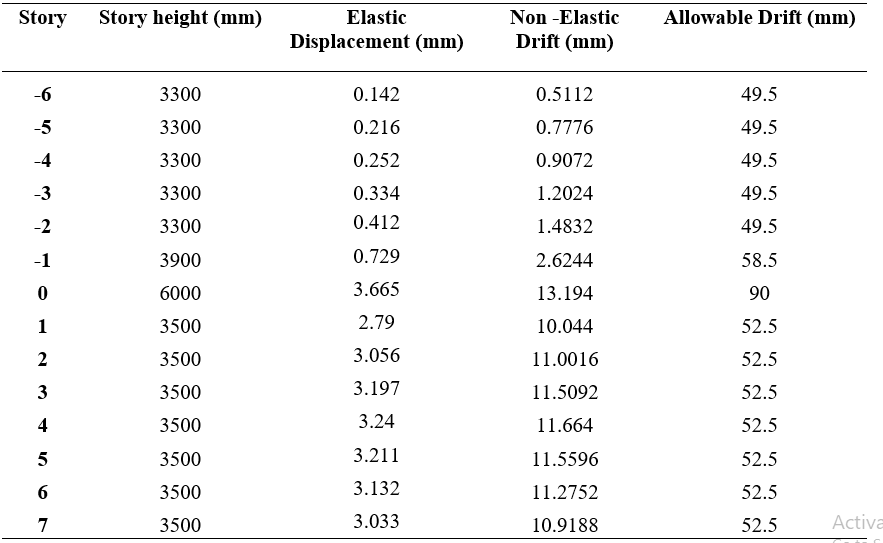 Story Story height (mm) Elastic Displacement (mm) Non -Elastic Drift (mm) Allowable Drift (mm)
-6 3300 0.142 0.5112 49.5
-5 3300 0.216 0.7776 49.5
-4 3300 0.252 0.9072 49.5
-3 3300 0.334 1.2024 49.5
-2 3300 0.412 1.4832 49.5
-1 3900 0.729 2.6244 58.5
0 6000 3.665 13.194 90
1 3500 2.79 10.044 52.5
2 3500 3.056 11.0016 52.5
3 3500 3.197 11.5092 52.5
4 3500 3.24 11.664 52.5
5 3500 3.211 11.5596 52.5
6 3500 3.132 11.2752 52.5
7 3500 3.033 10.9188 52.5
Activa